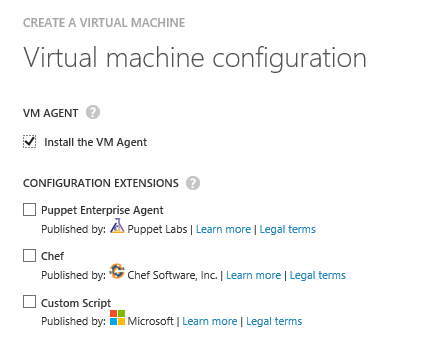 CREATE A VIRTUAL MACHINE
Virtual machine configuration
VM AGENT ?
Install the VM Agent
CONFIGURATION EXTENSIONS ?
Puppet Enterprise Agent
Published by: Puppet Labs | Learn more | Legal terms
Chef
Published by: Chef Software, Inc. | Learn more | Legal terms
Custom Script
Published by: Microsoft | Learn more | Legal terms